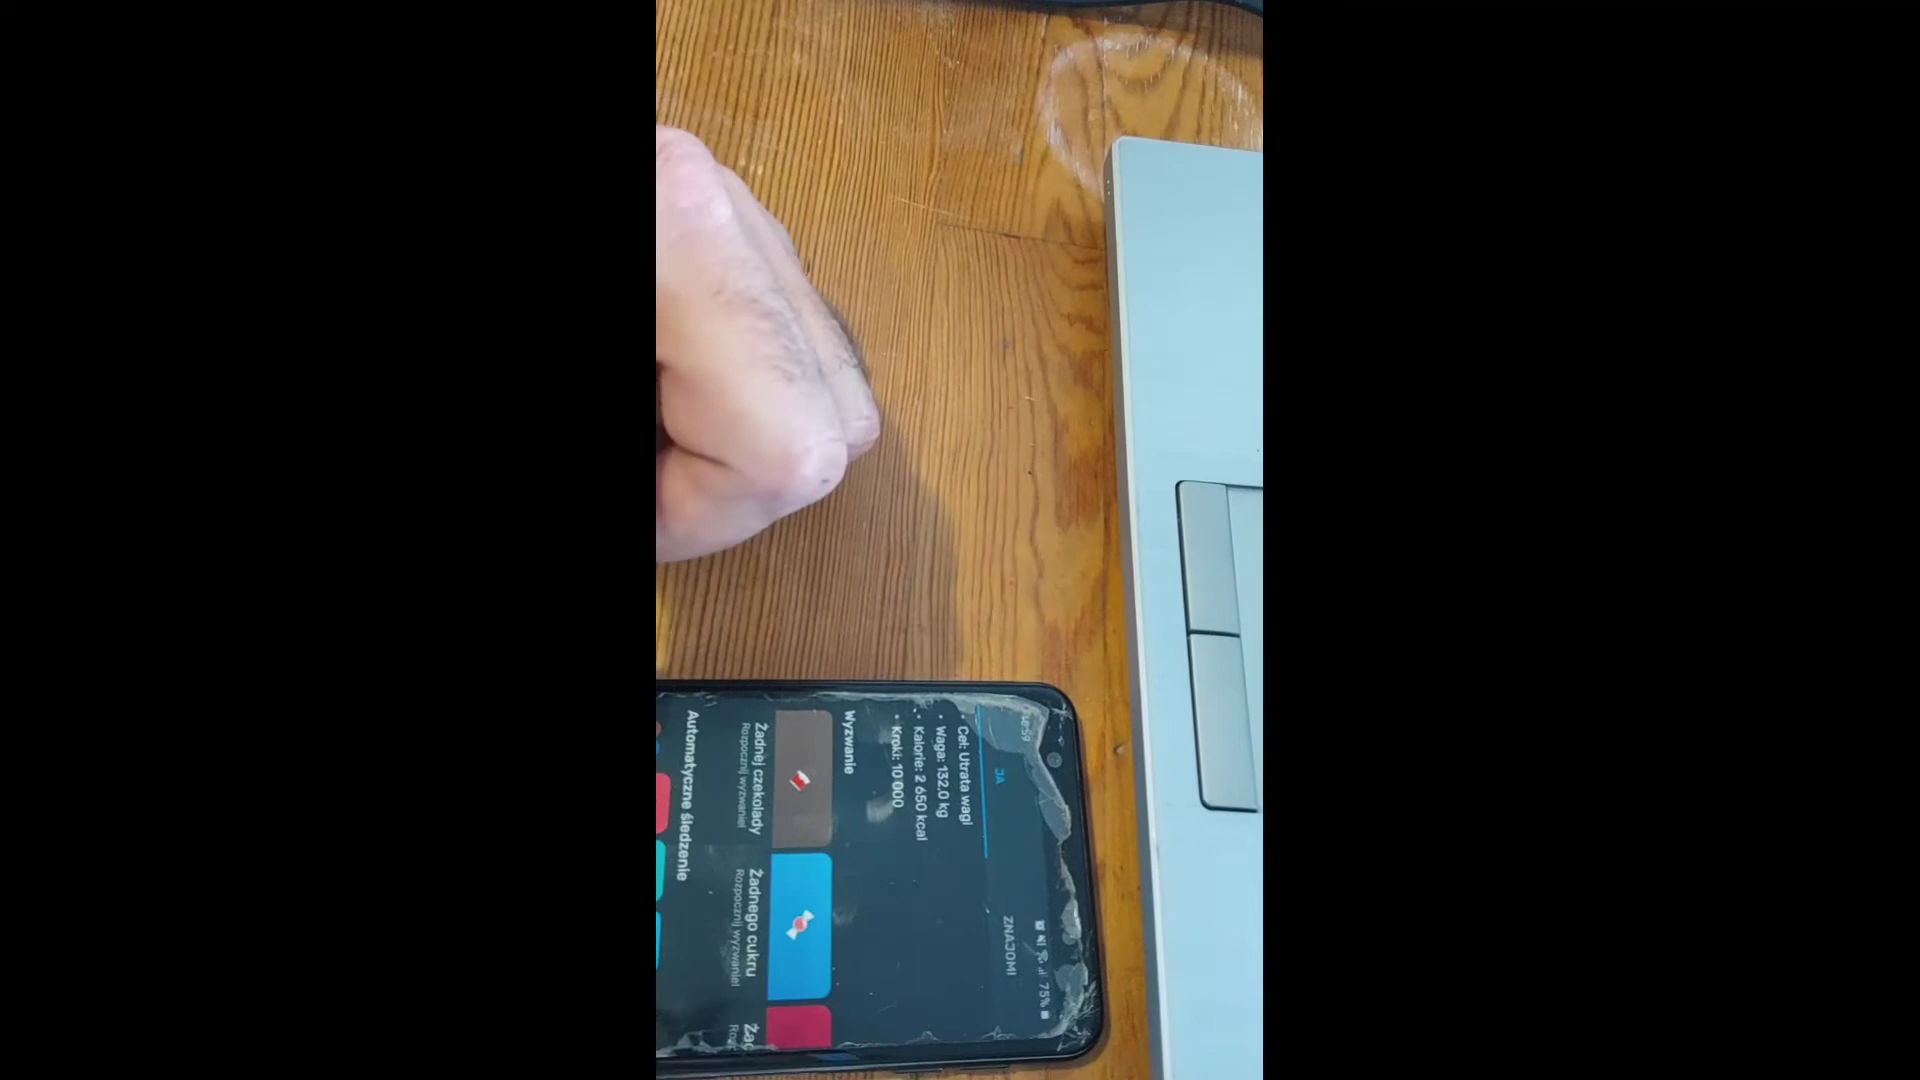 75%
JA
ZNAJOMI
• Cel: Utrata wagi
• Waga: 132,0 kg
• Kalorie: 2 650 kcal
• Kroki: 10 000
Wyzwanie
Żadnej czekolady
Rozpocznij wyzwanie!
Żadnego cukru
Rozpocznij wyzwanie!
Automatyczne śledzenie